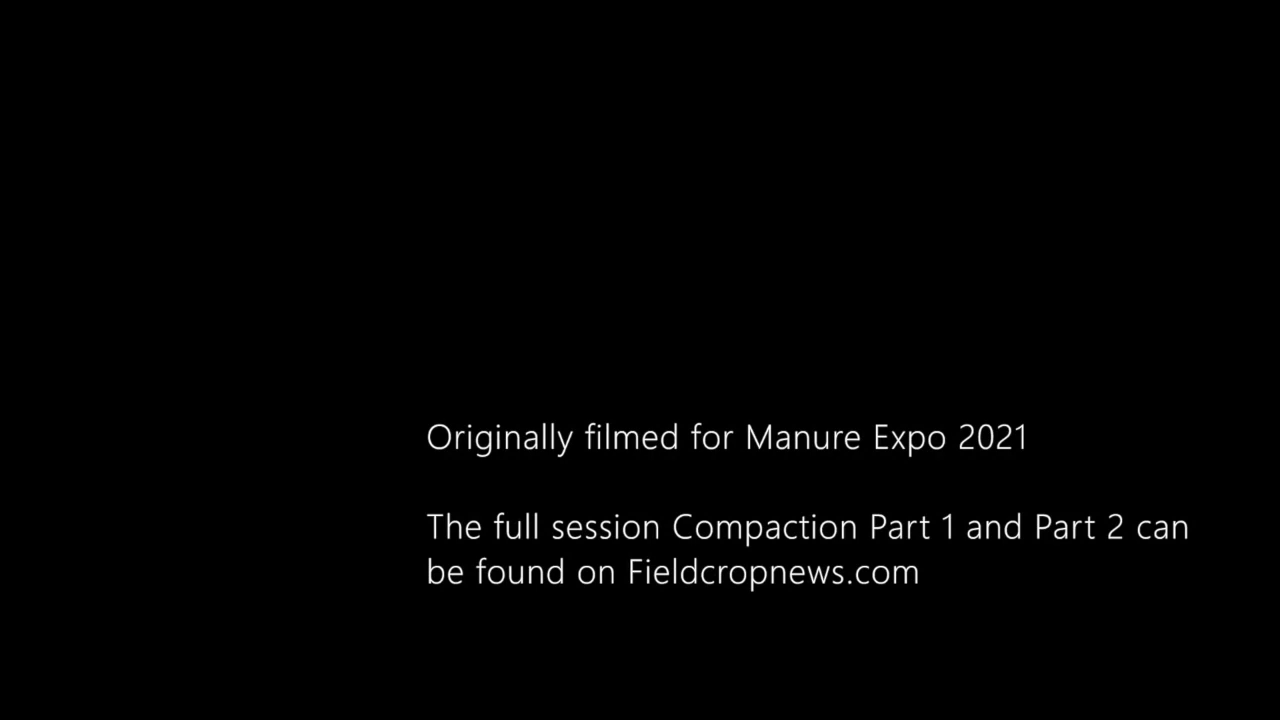 Originally filmed for Manure Expo 2021
The full session Compaction Part 1 and Part 2 can
be found on Fieldcropnews.com